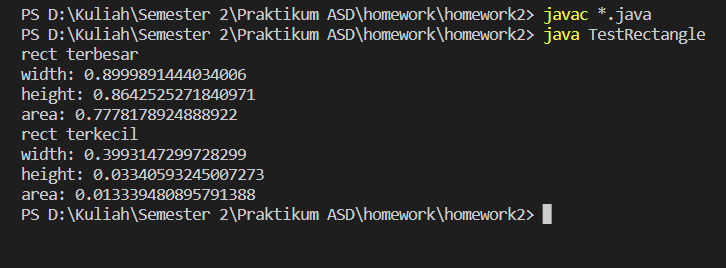 PS D:\Kuliah\Semester 2\Praktikum ASD\homework\homework2> javac *.java
PS D:\Kuliah\Semester 2\Praktikum ASD\homework\homework2> java TestRectangle
rect terbesar
width: 0.8999891444034006
height: 0.8642525271840971
area: 0.7778178924888922
rect terkecil
width: 0.3993147299728299
height: 0.03340593245007273
area: 0.013339480895791388
PS D:\Kuliah\Semester 2\Praktikum ASD\homework\homework2>